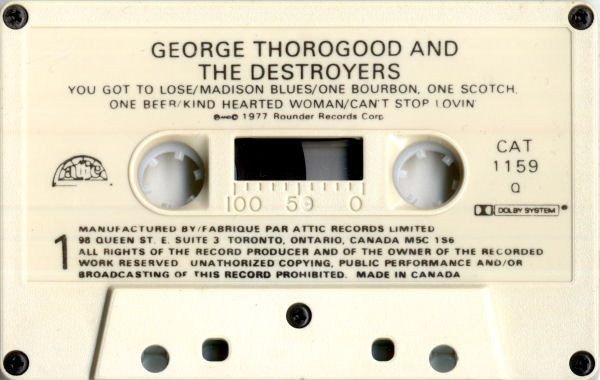 GEORGE THOROGOOD AND
THE DESTROYERS
YOU GOT TO LOSE/MADISON BLUES/ONE BOURBON, ONE SCOTCH,
ONE BEER/KIND HEARTED WOMAN/CAN'T STOP LOVIN'
℗AND© 1977 Rounder Records Corp.
attic
CAT
1159
Q
100 50 0
DOLBY SYSTEM®
1
MANUFACTURED BY/FABRIQUE PAR ATTIC RECORDS LIMITED
98 QUEEN ST. E. SUITE 3 TORONTO, ONTARIO, CANADA M5C 1S6
ALL RIGHTS OF THE RECORD PRODUCER AND OF THE OWNER OF THE RECORDED
WORK RESERVED UNATHORIZED COPYING, PUBLIC PERFORMANCE AND/OR
BROADCASTING OF THIS RECORD PROHIBITED. MADE IN CANADA